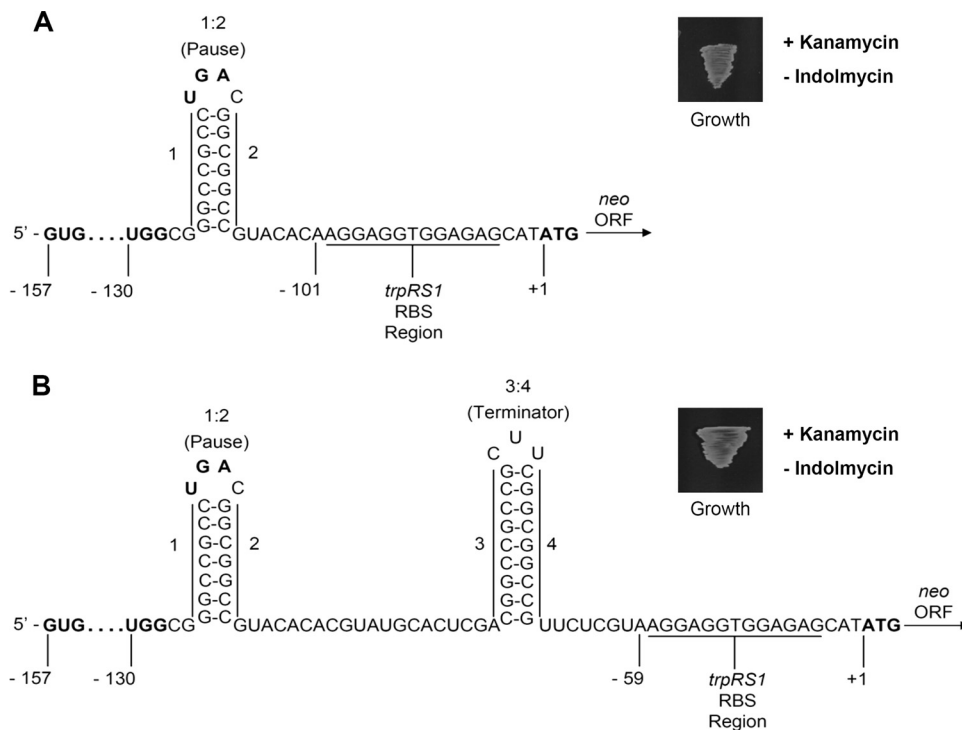 A
1:2
(Pause)
G A
U C
C-G
C-G
G-C
1 2
C-G
C-G
G-C
G-C
5' - GUG....UGGCG GUACACAAGGAGGTGGAGAGCATATG
neo
ORF
- 157 - 130 - 101 +1
trpRS1
RBS
Region
+ Kanamycin
- Indolmycin
Growth
B
1:2
(Pause)
G A
U C
C-G
C-G
G-C
1 2
C-G
C-G
G-C
G-C
3:4
(Terminator)
U
C U
G-C
C-G
C-G
G-C
3 4
C-G
C-G
G-C
G-C
C-G
5' - GUG....UGGCG GUACACACGUAUGCACUCGA UUCUCGUAAGGAGGTGGAGAGCATATG
neo
ORF
- 157 - 130 - 59 +1
trpRS1
RBS
Region
+ Kanamycin
- Indolmycin
Growth